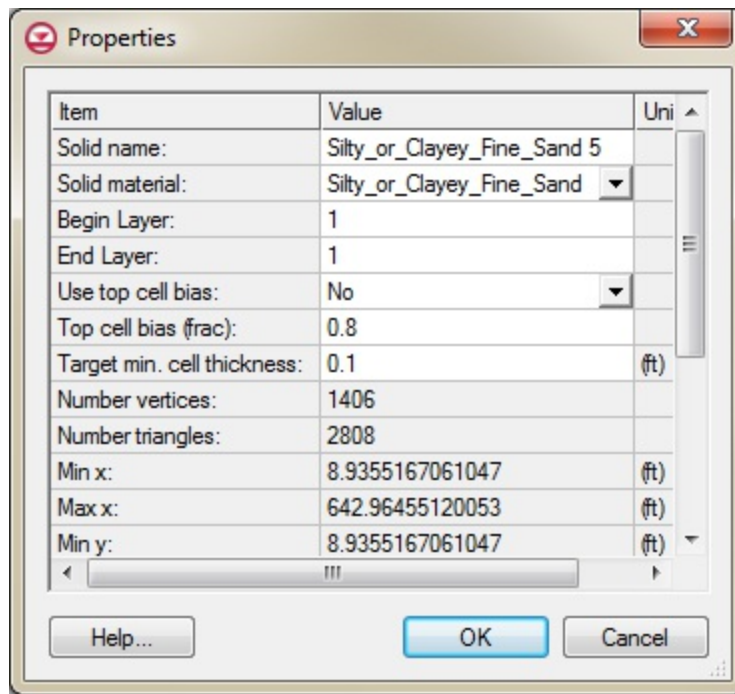 Properties
Item Value Uni
Solid name: Silty_or_Clayey_Fine_Sand 5
Solid material: Silty_or_Clayey_Fine_Sand
Begin Layer: 1
End Layer: 1
Use top cell bias: No
Top cell bias (frac): 0.8
Target min. cell thickness: 0.1 (ft)
Number vertices: 1406
Number triangles: 2808
Min x: 8.9355167061047 (ft)
Max x: 642.96455120053 (ft)
Min y: 8.9355167061047 (ft)
Help... OK Cancel